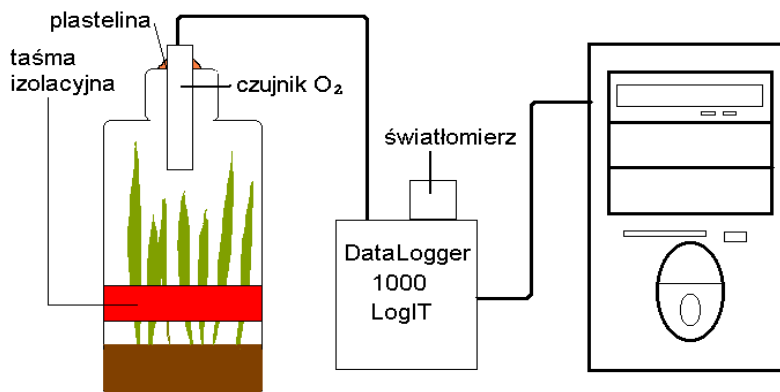 plastelina
taśma
izolacyjna
czujnik O₂
światłomierz
DataLogger
1000
LogIT